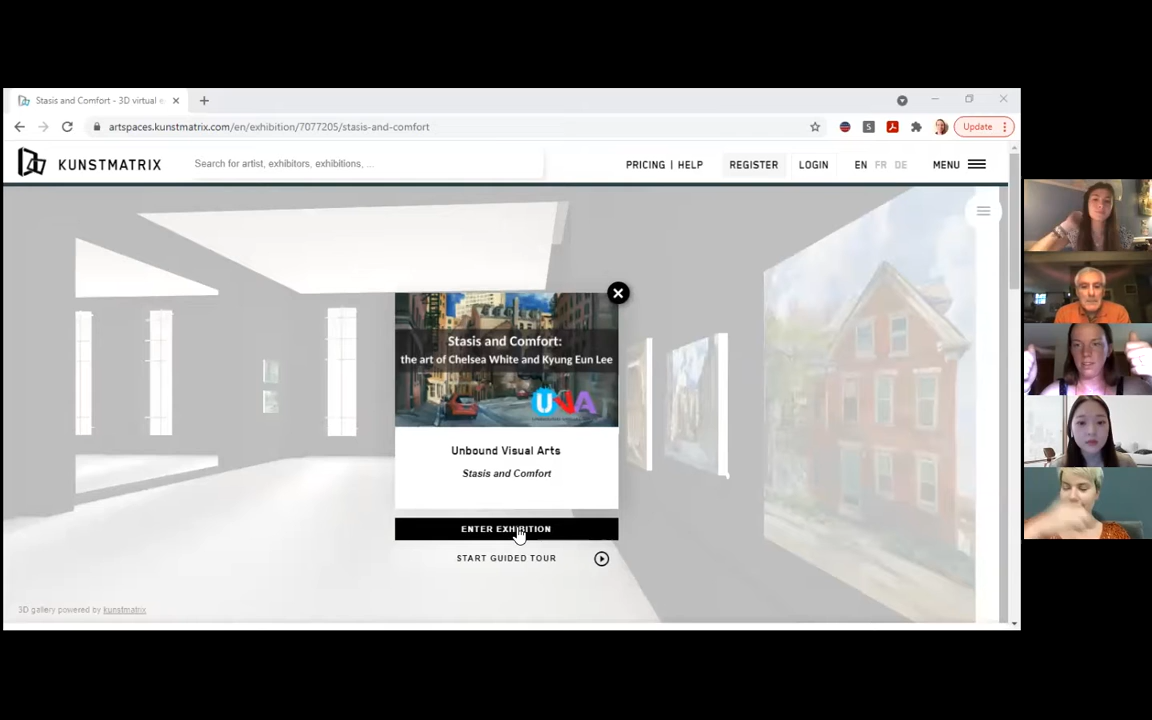 Stasis and Comfort - 3D virtual
artspaces.kunstmatrix.com/en/exhibition/7077205/stasis-and-comfort
Update
KUNSTMATRIX
Search for artist, exhibitors, exhibitions, ...
PRICING | HELP
REGISTER
LOGIN
EN FR DE
MENU
Stasis and Comfort:
the art of Chelsea White and Kyung Eun Lee
UVA
Unbound Visual Arts
Stasis and Comfort
ENTER EXHIBITION
START GUIDED TOUR
3D gallery powered by kunstmatrix